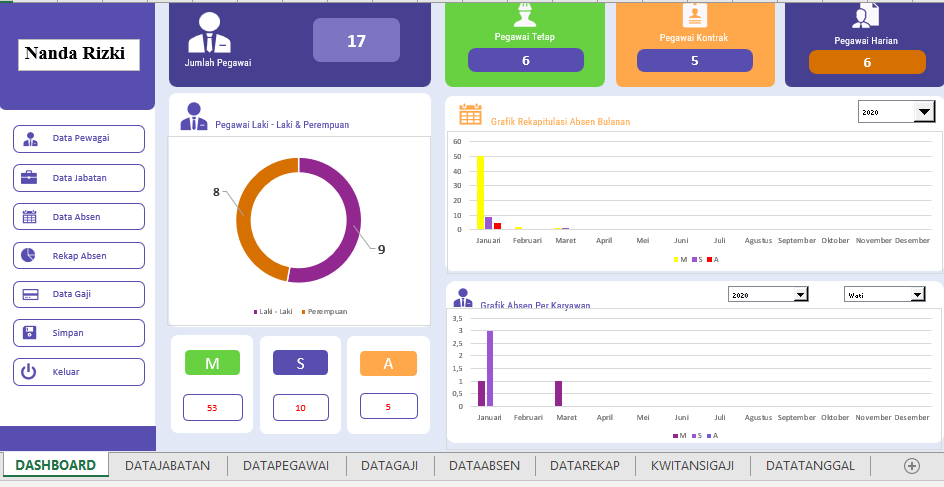 Nanda Rizki
Data Pewagai
Data Jabatan
Data Absen
Rekap Absen
Data Gaji
Simpan
Keluar
Jumlah Pegawai
17
Pegawai Tetap
6
Pegawai Kontrak
5
Pegawai Harian
6
Pegawai Laki - Laki & Perempuan
8
9
Laki - Laki Perempuan
M
53
S
10
A
5
Grafik Rekapitulasi Absen Bulanan
2020
60
50
40
30
20
10
0
Januari Februari Maret April Mei Juni Juli Agustus September Oktober November Desember
M S A
Grafik Absen Per Karyawan
2020
Wati
3,5
3
2,5
2
1,5
1
0,5
0
Januari Februari Maret April Mei Juni Juli Agustus September Oktober November Desember
M S A
DASHBOARD DATAJABATAN DATAPEGAWAI DATAGAJI DATAABSEN DATAREKAP KWITANSIGAJI DATATANGGAL